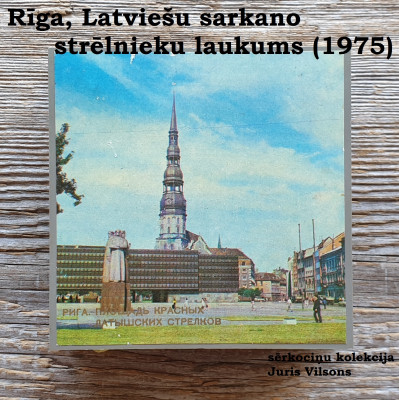 Rīga, Latviešu sarkano
strēlnieku laukums (1975)
РИГА. ПЛОЩАДЬ КРАСНЫХ
ЛАТЫШСКИХ СТРЕЛКОВ
sērkociņu kolekcija
Juris Vilsons